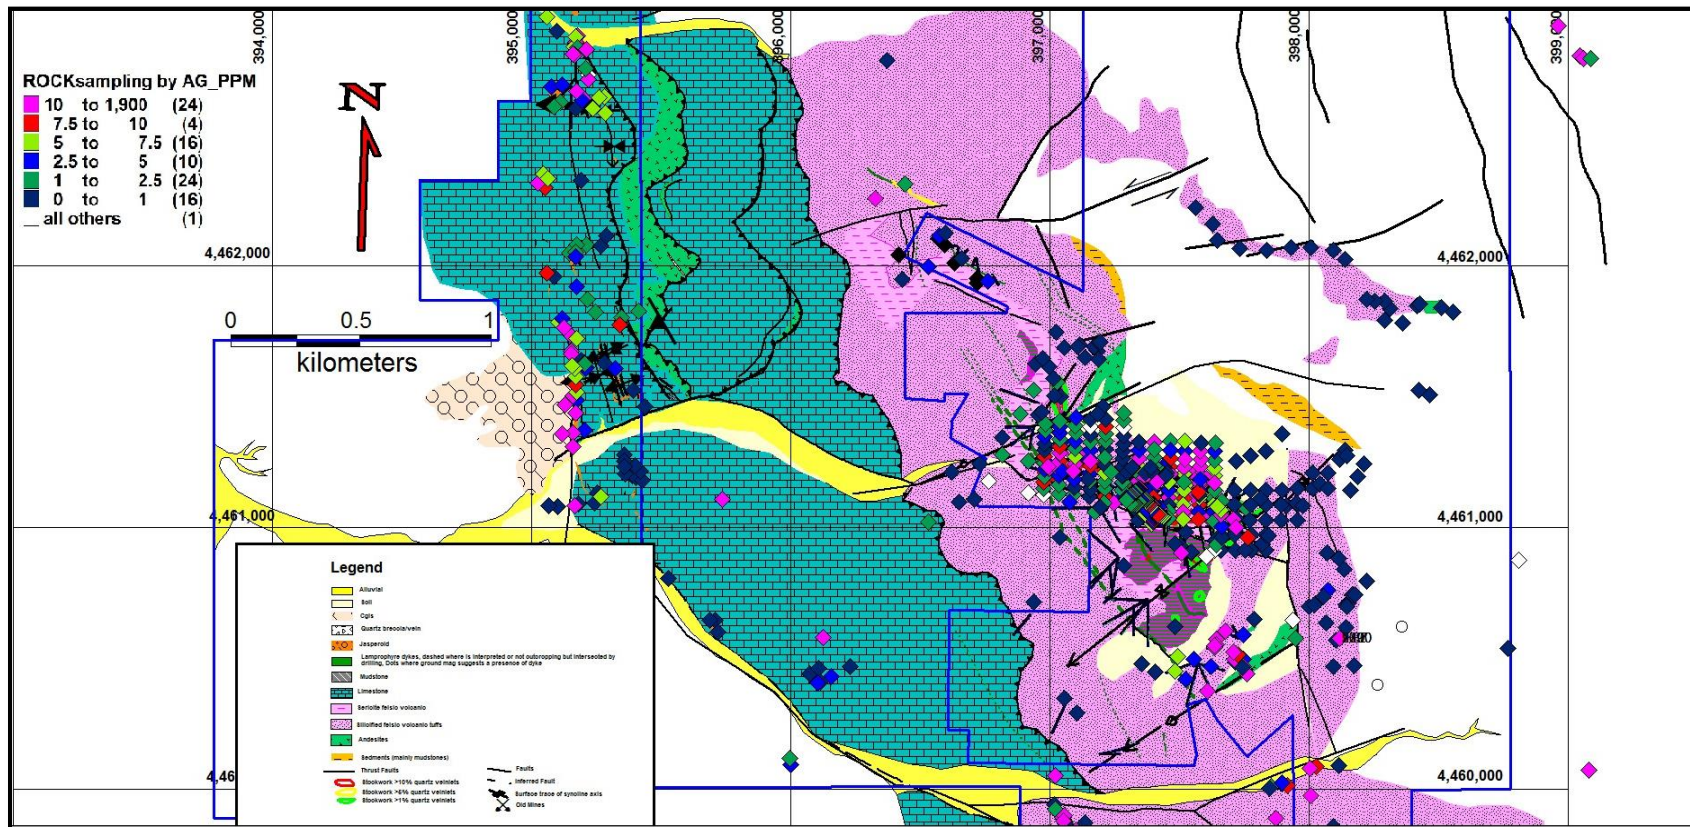 394,000
395,000
396,000
397,000
398,000
399,000
ROCKsampling by AG_PPM
10 to 1,900 (24)
7.5 to 10 (4)
5 to 7.5 (16)
2.5 to 5 (10)
1 to 2.5 (24)
0 to 1 (16)
all others (1)
N
4,462,000
4,462,000
0 0.5 1
kilometers
4,461,000
4,461,000
4,46
4,460,000
Legend
Alluvial
Soil
Cgls
Quartz breccia/vein
Jasperoid
Lamprophyre dykes, dashed where is interpreted or not outcropping but intersected by
drilling, Dots where ground mag suggests a presence of dyke
Mudstone
Limestone
Sericite felsic volcanic
Silicified felsic volcanic tuffs
Andesites
Sediments (mainly mudstones)
Thrust Faults
Stockwork >10% quartz veinlets
Stockwork >5% quartz veinlets
Stockwork >1% quartz veinlets
Faults
Inferred Fault
Surface trace of syncline axis
Old Mines